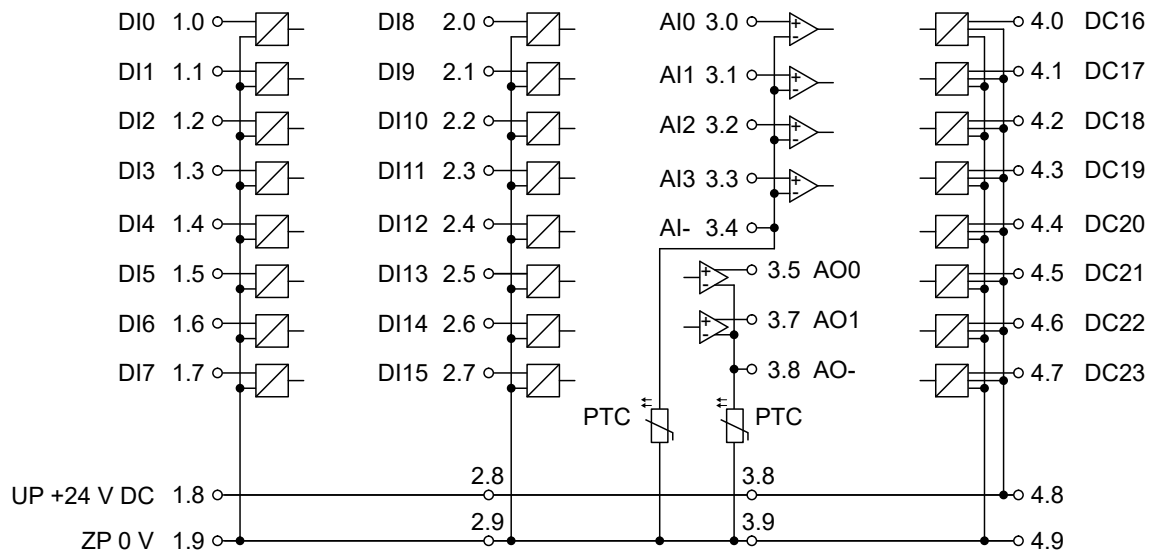 DI0 1.0 DI8 2.0 AI0 3.0 + - 4.0 DC16
DI1 1.1 DI9 2.1 AI1 3.1 + - 4.1 DC17
DI2 1.2 DI10 2.2 AI2 3.2 + - 4.2 DC18
DI3 1.3 DI11 2.3 AI3 3.3 + - 4.3 DC19
DI4 1.4 DI12 2.4 AI- 3.4 4.4 DC20
DI5 1.5 DI13 2.5 + - 3.5 AO0 4.5 DC21
DI6 1.6 DI14 2.6 + - 3.7 AO1 4.6 DC22
DI7 1.7 DI15 2.7 3.8 AO- 4.7 DC23
PTC PTC
UP +24 V DC 1.8 2.8 3.8 4.8
ZP 0 V 1.9 2.9 3.9 4.9